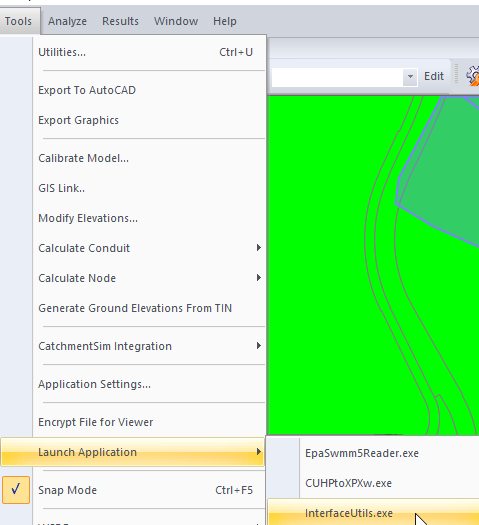 Tools Analyze Results Window Help
Utilities... Ctrl+U
Edit
Export To AutoCAD
Export Graphics
Calibrate Model...
GIS Link..
Modify Elevations...
Calculate Conduit
Calculate Node
Generate Ground Elevations From TIN
CatchmentSim Integration
Application Settings...
Encrypt File for Viewer
Launch Application
EpaSwmm5Reader.exe
CUHPtoXPXw.exe
Snap Mode Ctrl+F5
InterfaceUtils.exe